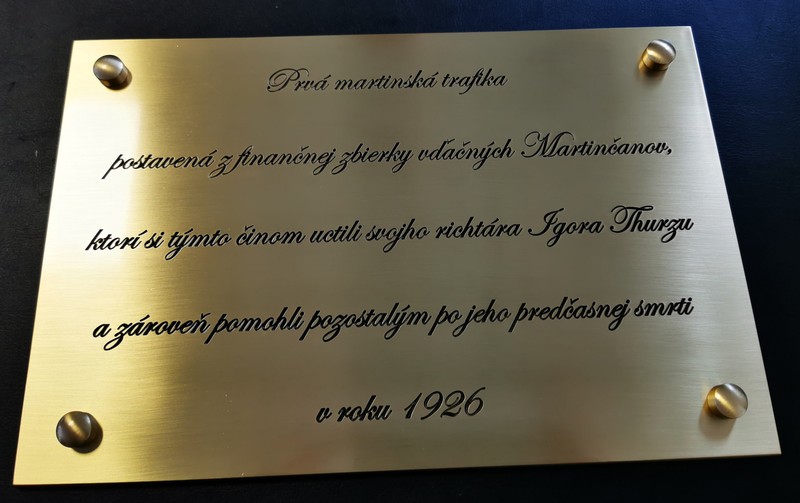 Prvá martinská trafika
postavená z finančnej zbierky vďačných Martinčanov,
ktorí si týmto činom uctili svojho richtára Igora Thurzu
a zároveň pomohli pozostalým po jeho predčasnej smrti
v roku 1926